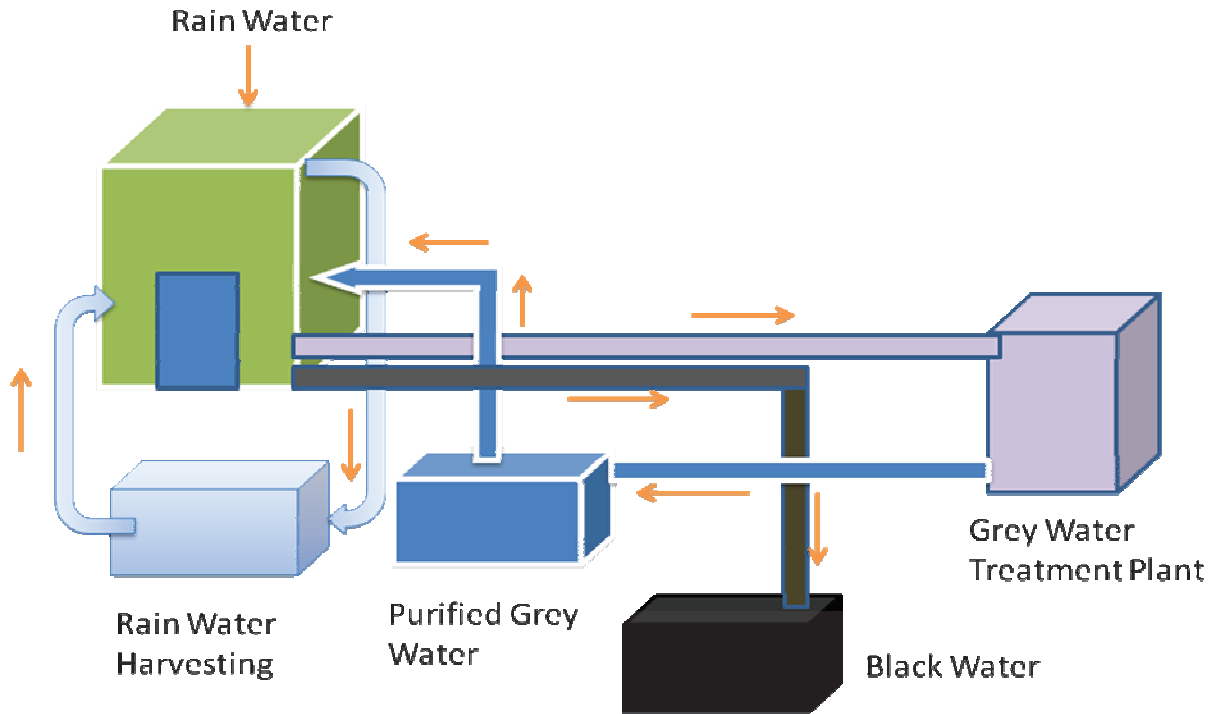 Rain Water
Grey Water
Treatment Plant
Purified Grey
Water
Rain Water
Harvesting
Black Water